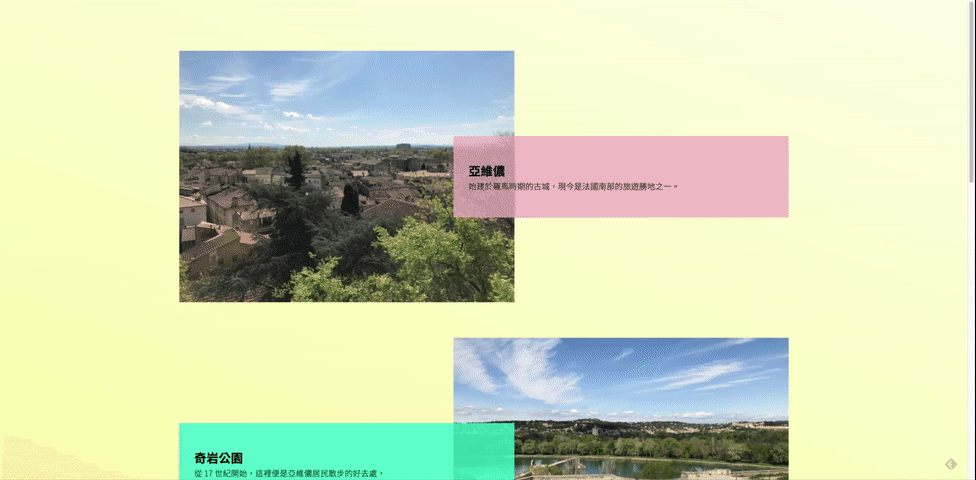 亞維儂
始建於羅馬時期的古城，現今是法國南部的旅遊勝地之一。
奇岩公園
從 17 世紀開始，這裡便是亞維儂居民散步的好去處，